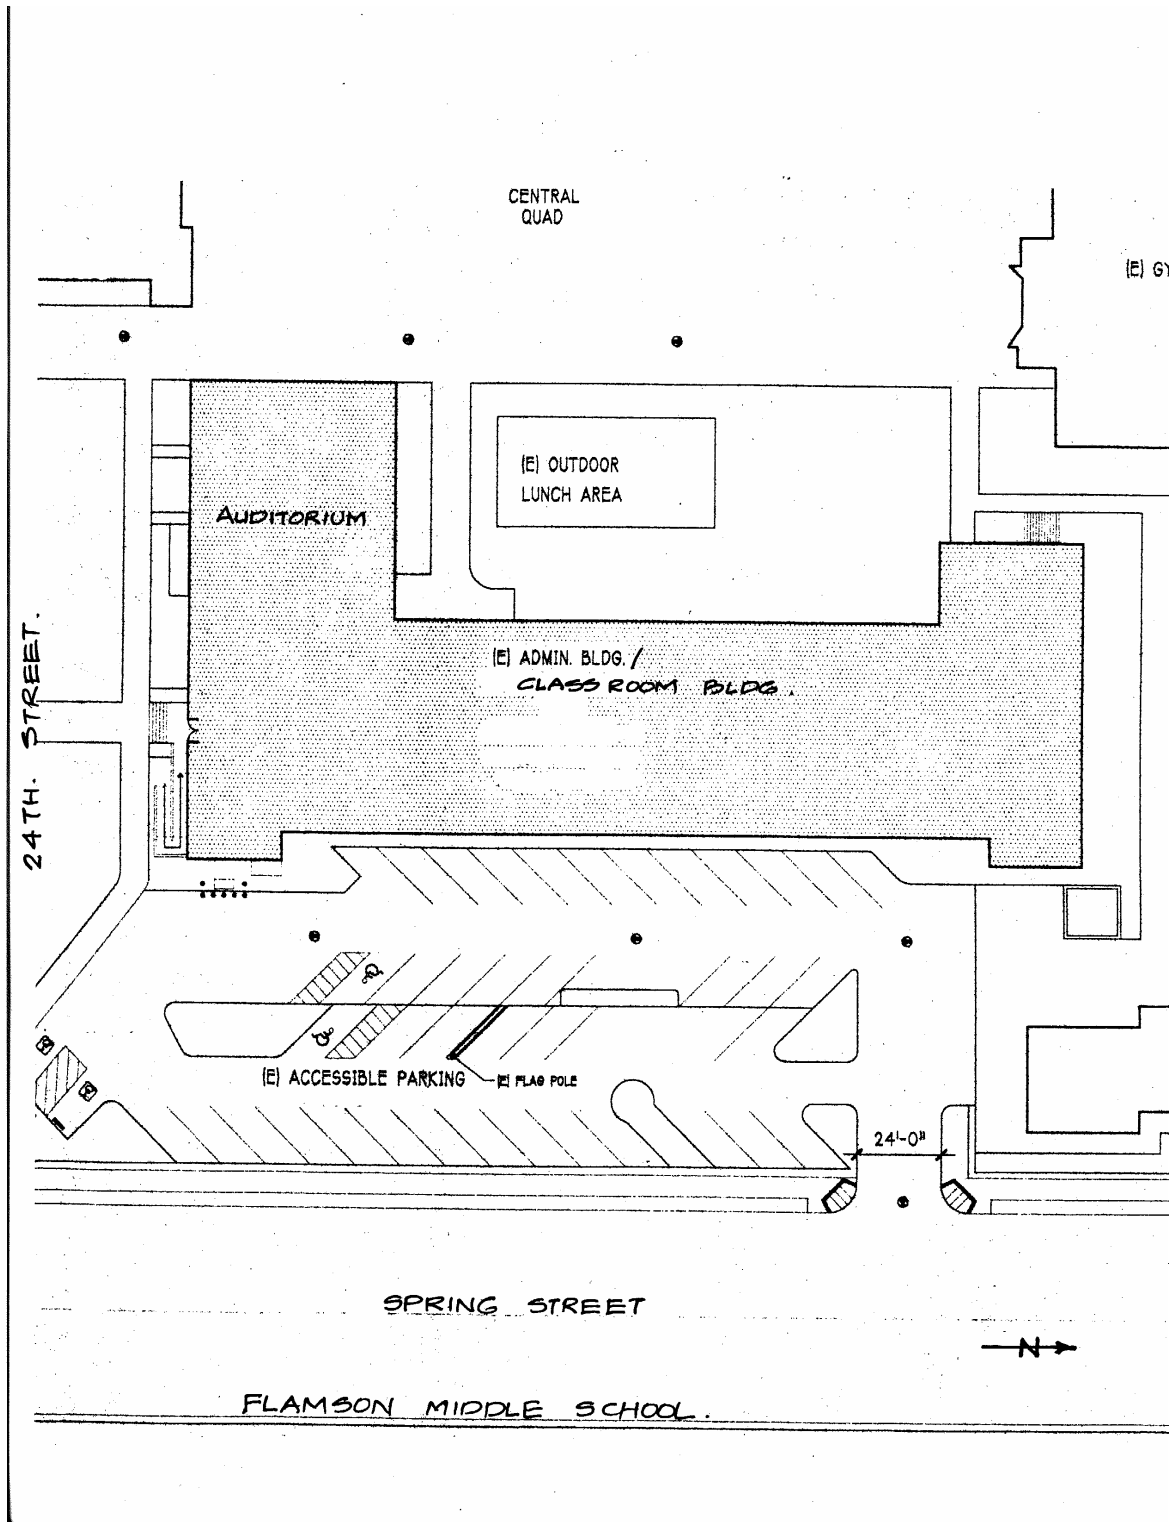 CENTRAL
QUAD
(E) GY
(E) OUTDOOR
LUNCH AREA
AUDITORIUM
24TH. STREET.
(E) ADMIN. BLDG. /
CLASS ROOM BLDG.
(E) ACCESSIBLE PARKING
(E) FLAG POLE
24'-0"
SPRING STREET
N
FLAMSON MIDDLE SCHOOL.